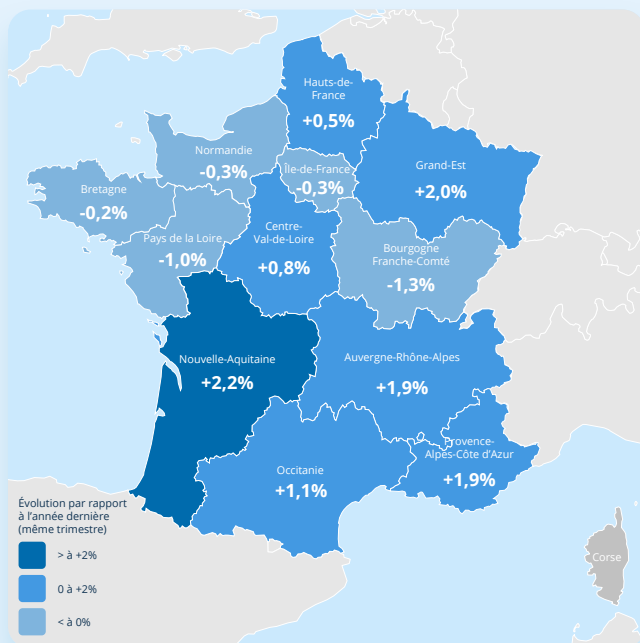 Hauts-de-
France
+0,5%
Normandie
-0,3%
Île-de-France
-0,3%
Grand-Est
+2,0%
Bretagne
-0,2%
Pays de la Loire
-1,0%
Centre-
Val-de-Loire
+0,8%
Bourgogne
Franche-Comté
-1,3%
Nouvelle-Aquitaine
+2,2%
Auvergne-Rhône-Alpes
+1,9%
Provence-
Alpes-Côte d'Azur
+1,9%
Occitanie
+1,1%
Corse
Évolution par rapport
à l'année dernière
(même trimestre)
> à +2%
0 à +2%
< à 0%